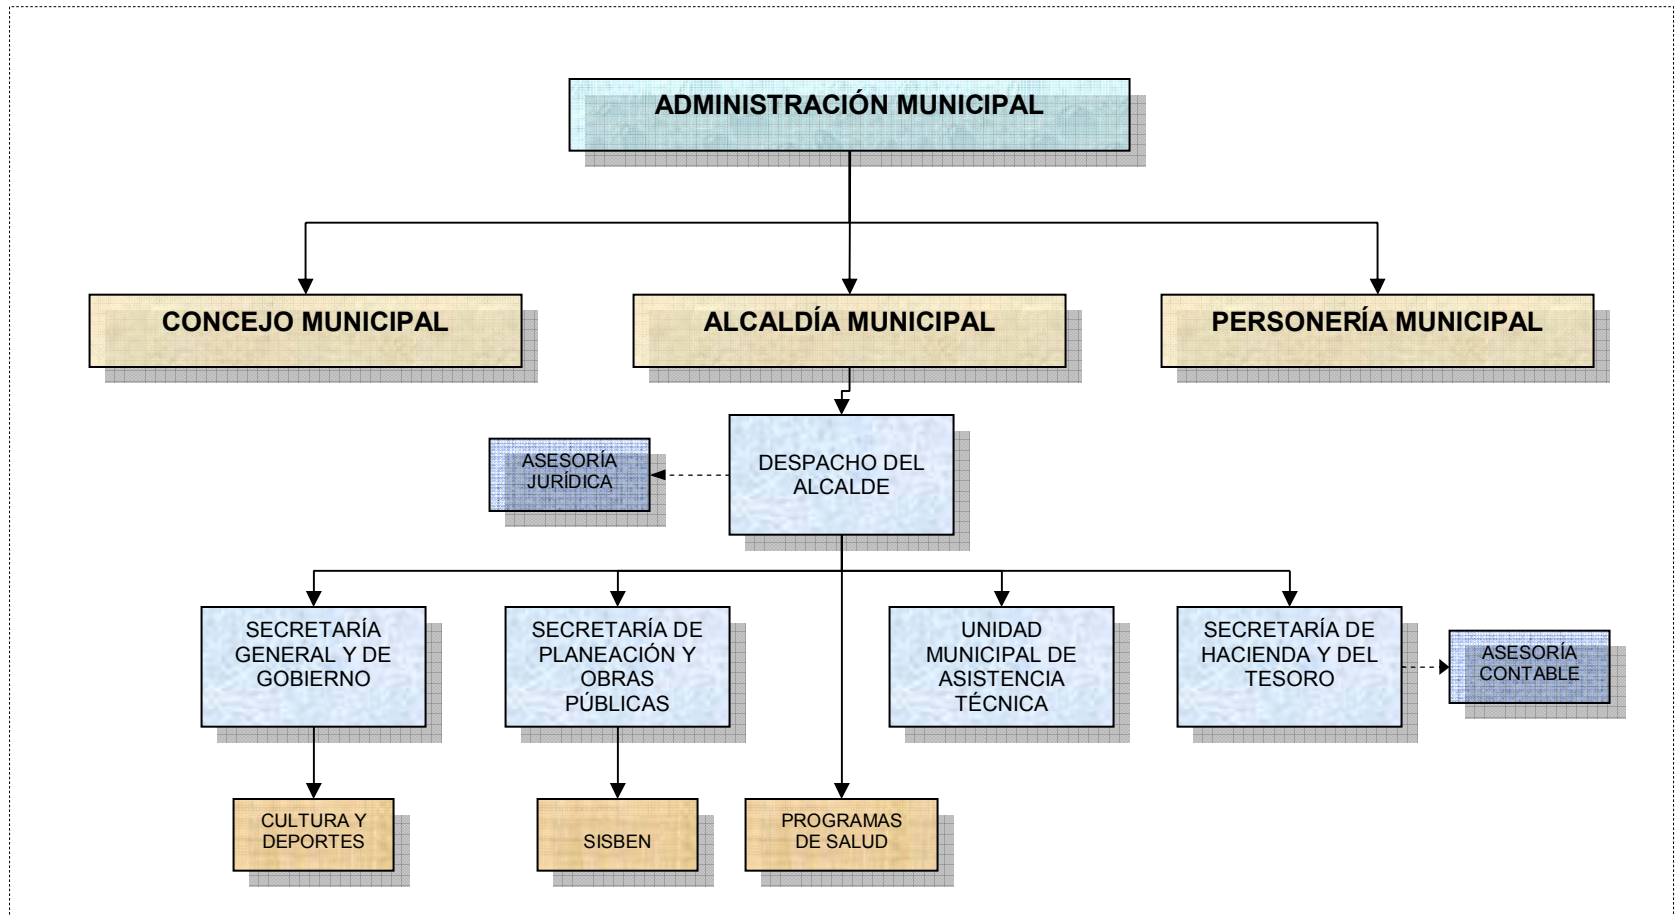 ADMINISTRACIÓN MUNICIPAL
CONCEJO MUNICIPAL
ALCALDÍA MUNICIPAL
PERSONERÍA MUNICIPAL
ASESORÍA
JURÍDICA
DESPACHO DEL
ALCALDE
SECRETARÍA
GENERAL Y DE
GOBIERNO
SECRETARÍA DE
PLANEACIÓN Y
OBRAS
PÚBLICAS
UNIDAD
MUNICIPAL DE
ASISTENCIA
TÉCNICA
SECRETARÍA DE
HACIENDA Y DEL
TESORO
ASESORÍA
CONTABLE
CULTURA Y
DEPORTES
SISBEN
PROGRAMAS
DE SALUD